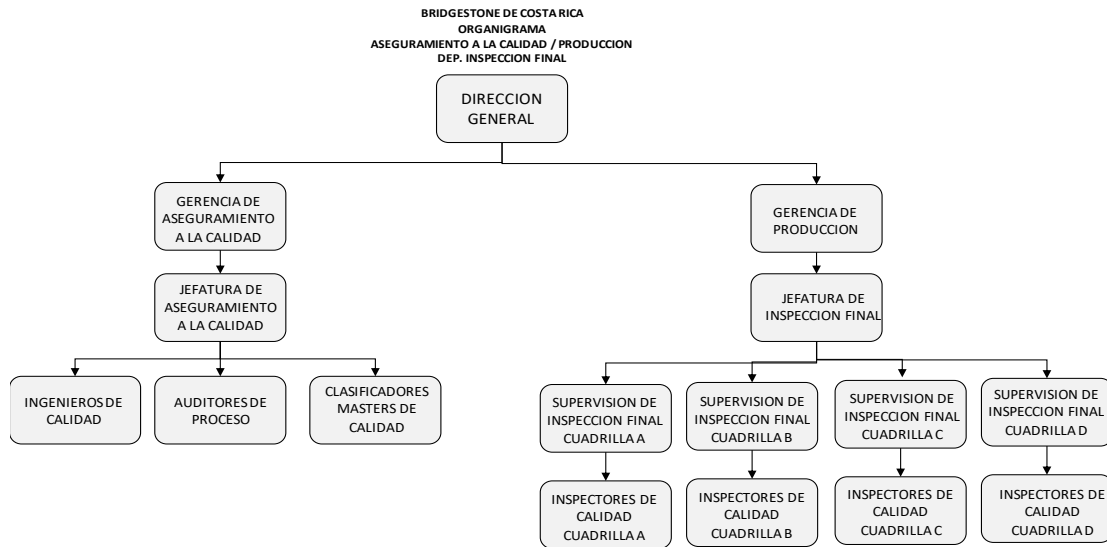 BRIDGESTONE DE COSTA RICA
ORGANIGRAMA
ASEGURAMIENTO A LA CALIDAD / PRODUCCION
DEP. INSPECCION FINAL
DIRECCION
GENERAL
GERENCIA DE
ASEGURAMIENTO
A LA CALIDAD
GERENCIA DE
PRODUCCION
JEFATURA DE
ASEGURAMIENTO
A LA CALIDAD
JEFATURA DE
INSPECCION FINAL
INGENIEROS DE
CALIDAD
AUDITORES DE
PROCESO
CLASIFICADORES
MASTERS DE
CALIDAD
SUPERVISION DE
INSPECCION FINAL
CUADRILLA A
SUPERVISION DE
INSPECCION FINAL
CUADRILLA B
SUPERVISION DE
INSPECCION FINAL
CUADRILLA C
SUPERVISION DE
INSPECCION FINAL
CUADRILLA D
INSPECTORES DE
CALIDAD
CUADRILLA A
INSPECTORES DE
CALIDAD
CUADRILLA B
INSPECTORES DE
CALIDAD
CUADRILLA C
INSPECTORES DE
CALIDAD
CUADRILLA D